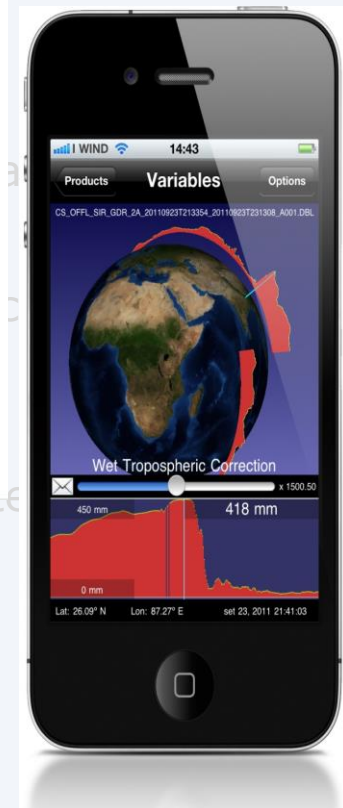 I WIND 14:43
Products Variables Options
CS_OFFL_SIR_GDR_2A_20110923T213354_20110923T231308_A001.DBL
Wet Tropospheric Correction
x 1500.50
450 mm 418 mm
0 mm
Lat: 26.09° N Lon: 87.27° E set 23, 2011 21:41:03